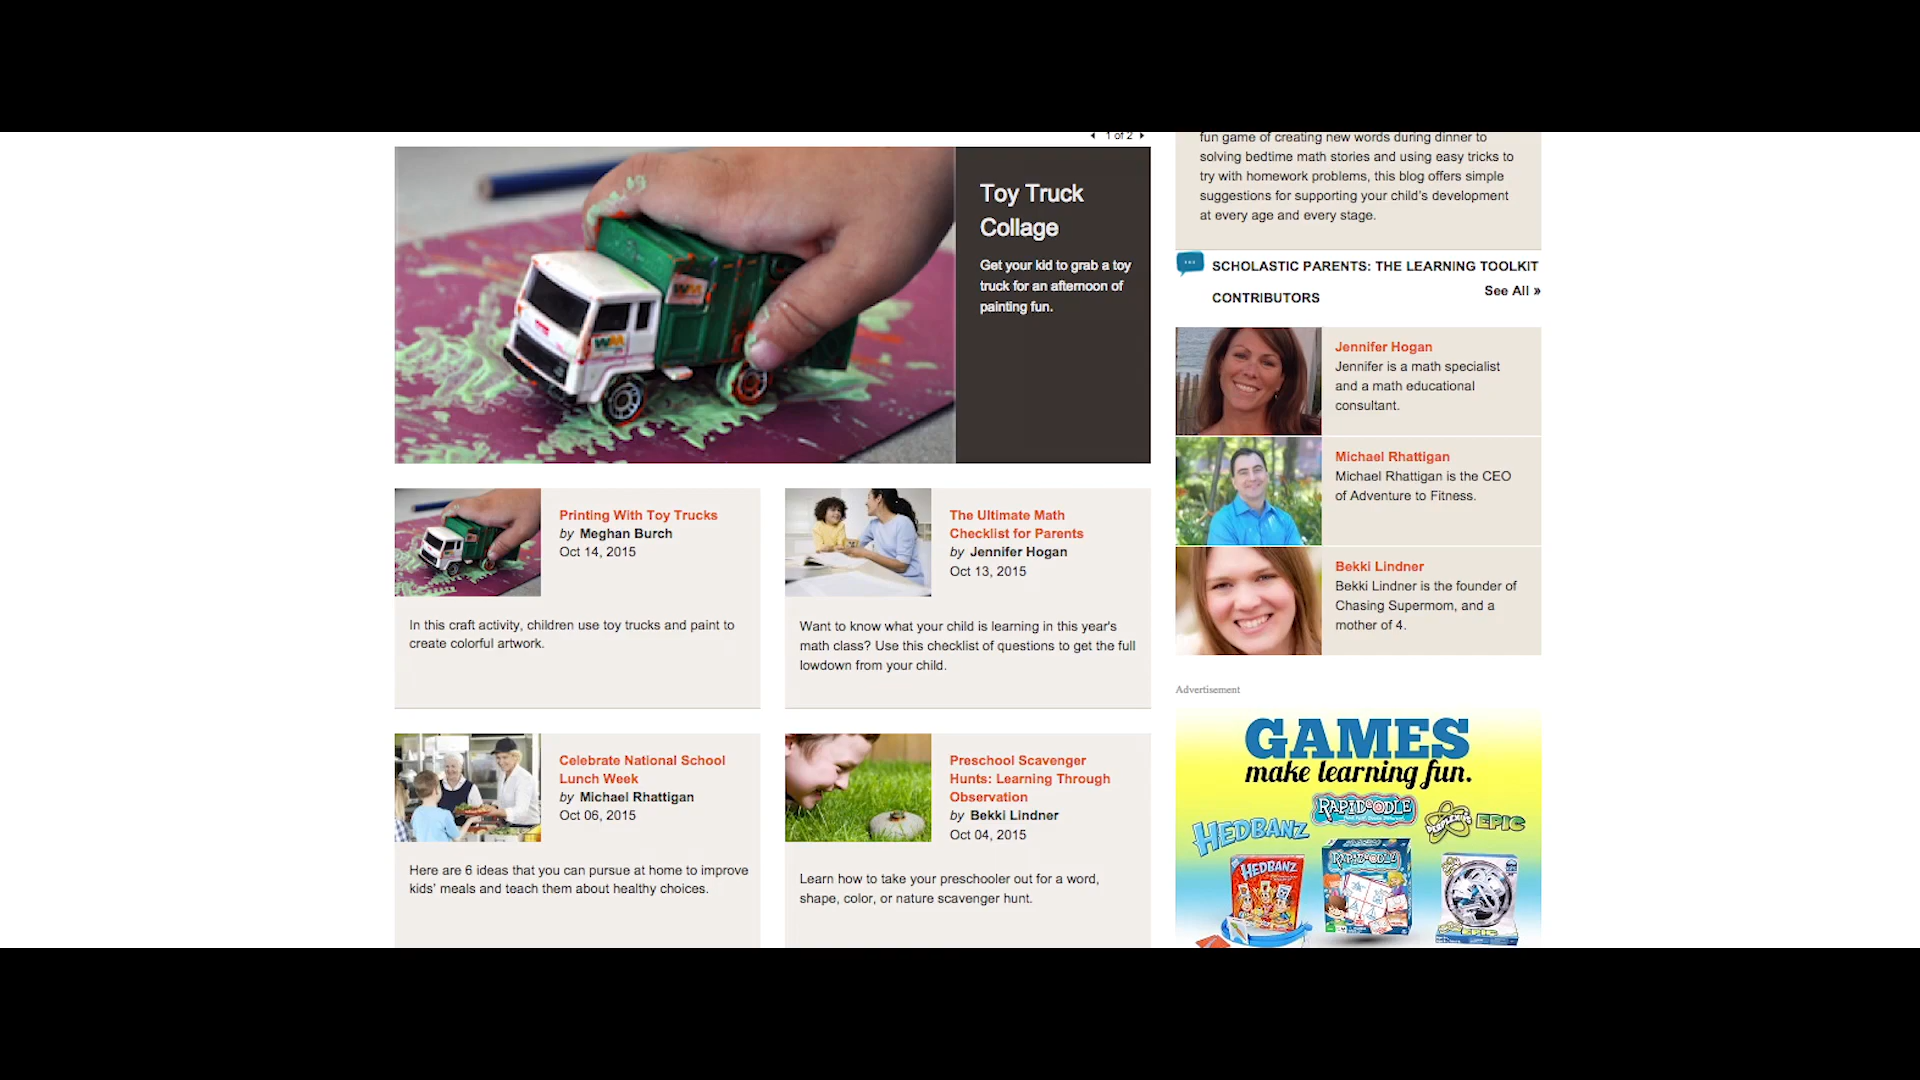 1 of 2
Toy Truck
Collage
Get your kid to grab a toy
truck for an afternoon of
painting fun.
Printing With Toy Trucks
by Meghan Burch
Oct 14, 2015
In this craft activity, children use toy trucks and paint to
create colorful artwork.
The Ultimate Math
Checklist for Parents
by Jennifer Hogan
Oct 13, 2015
Want to know what your child is learning in this year's
math class? Use this checklist of questions to get the full
lowdown from your child.
Celebrate National School
Lunch Week
by Michael Rhattigan
Oct 06, 2015
Here are 6 ideas that you can pursue at home to improve
kids' meals and teach them about healthy choices.
Preschool Scavenger
Hunts: Learning Through
Observation
by Bekki Lindner
Oct 04, 2015
Learn how to take your preschooler out for a word,
shape, color, or nature scavenger hunt.
fun game of creating new words during dinner to
solving bedtime math stories and using easy tricks to
try with homework problems, this blog offers simple
suggestions for supporting your child's development
at every age and every stage.
SCHOLASTIC PARENTS: THE LEARNING TOOLKIT
CONTRIBUTORS
See All »
Jennifer Hogan
Jennifer is a math specialist
and a math educational
consultant.
Michael Rhattigan
Michael Rhattigan is the CEO
of Adventure to Fitness.
Bekki Lindner
Bekki Lindner is the founder of
Chasing Supermom, and a
mother of 4.
Advertisement
GAMES
make learning fun.
HEDBANZ
RAPIDOODLE
PERPLEXUS EPIC
HEDBANZ
RAPIDOODLE
EPIC